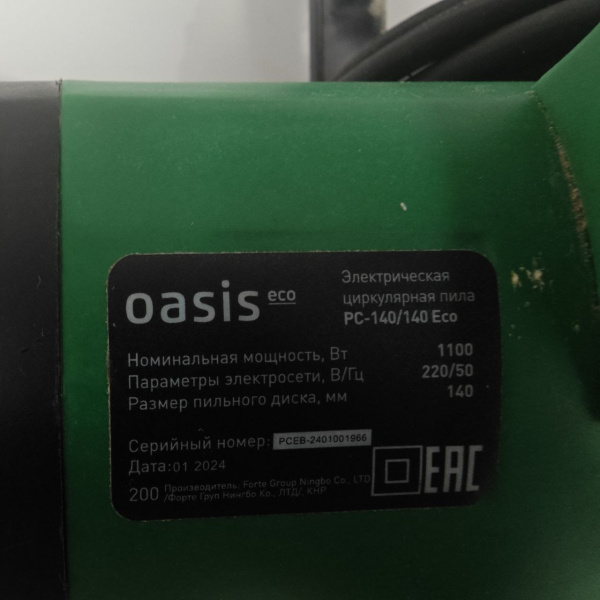 oasis eco
Электрическая
циркулярная пила
PC-140/140 Eco
Номинальная мощность, Вт 1100
Параметры электросети, В/Гц 220/50
Размер пильного диска, мм 140
Серийный номер: PCEB-2401001966
Дата: 01 2024
200 Производитель: Forte Group Ningbo Co., LTD
/Форте Груп Нингбо Ко., ЛТД/, КНР
EAC